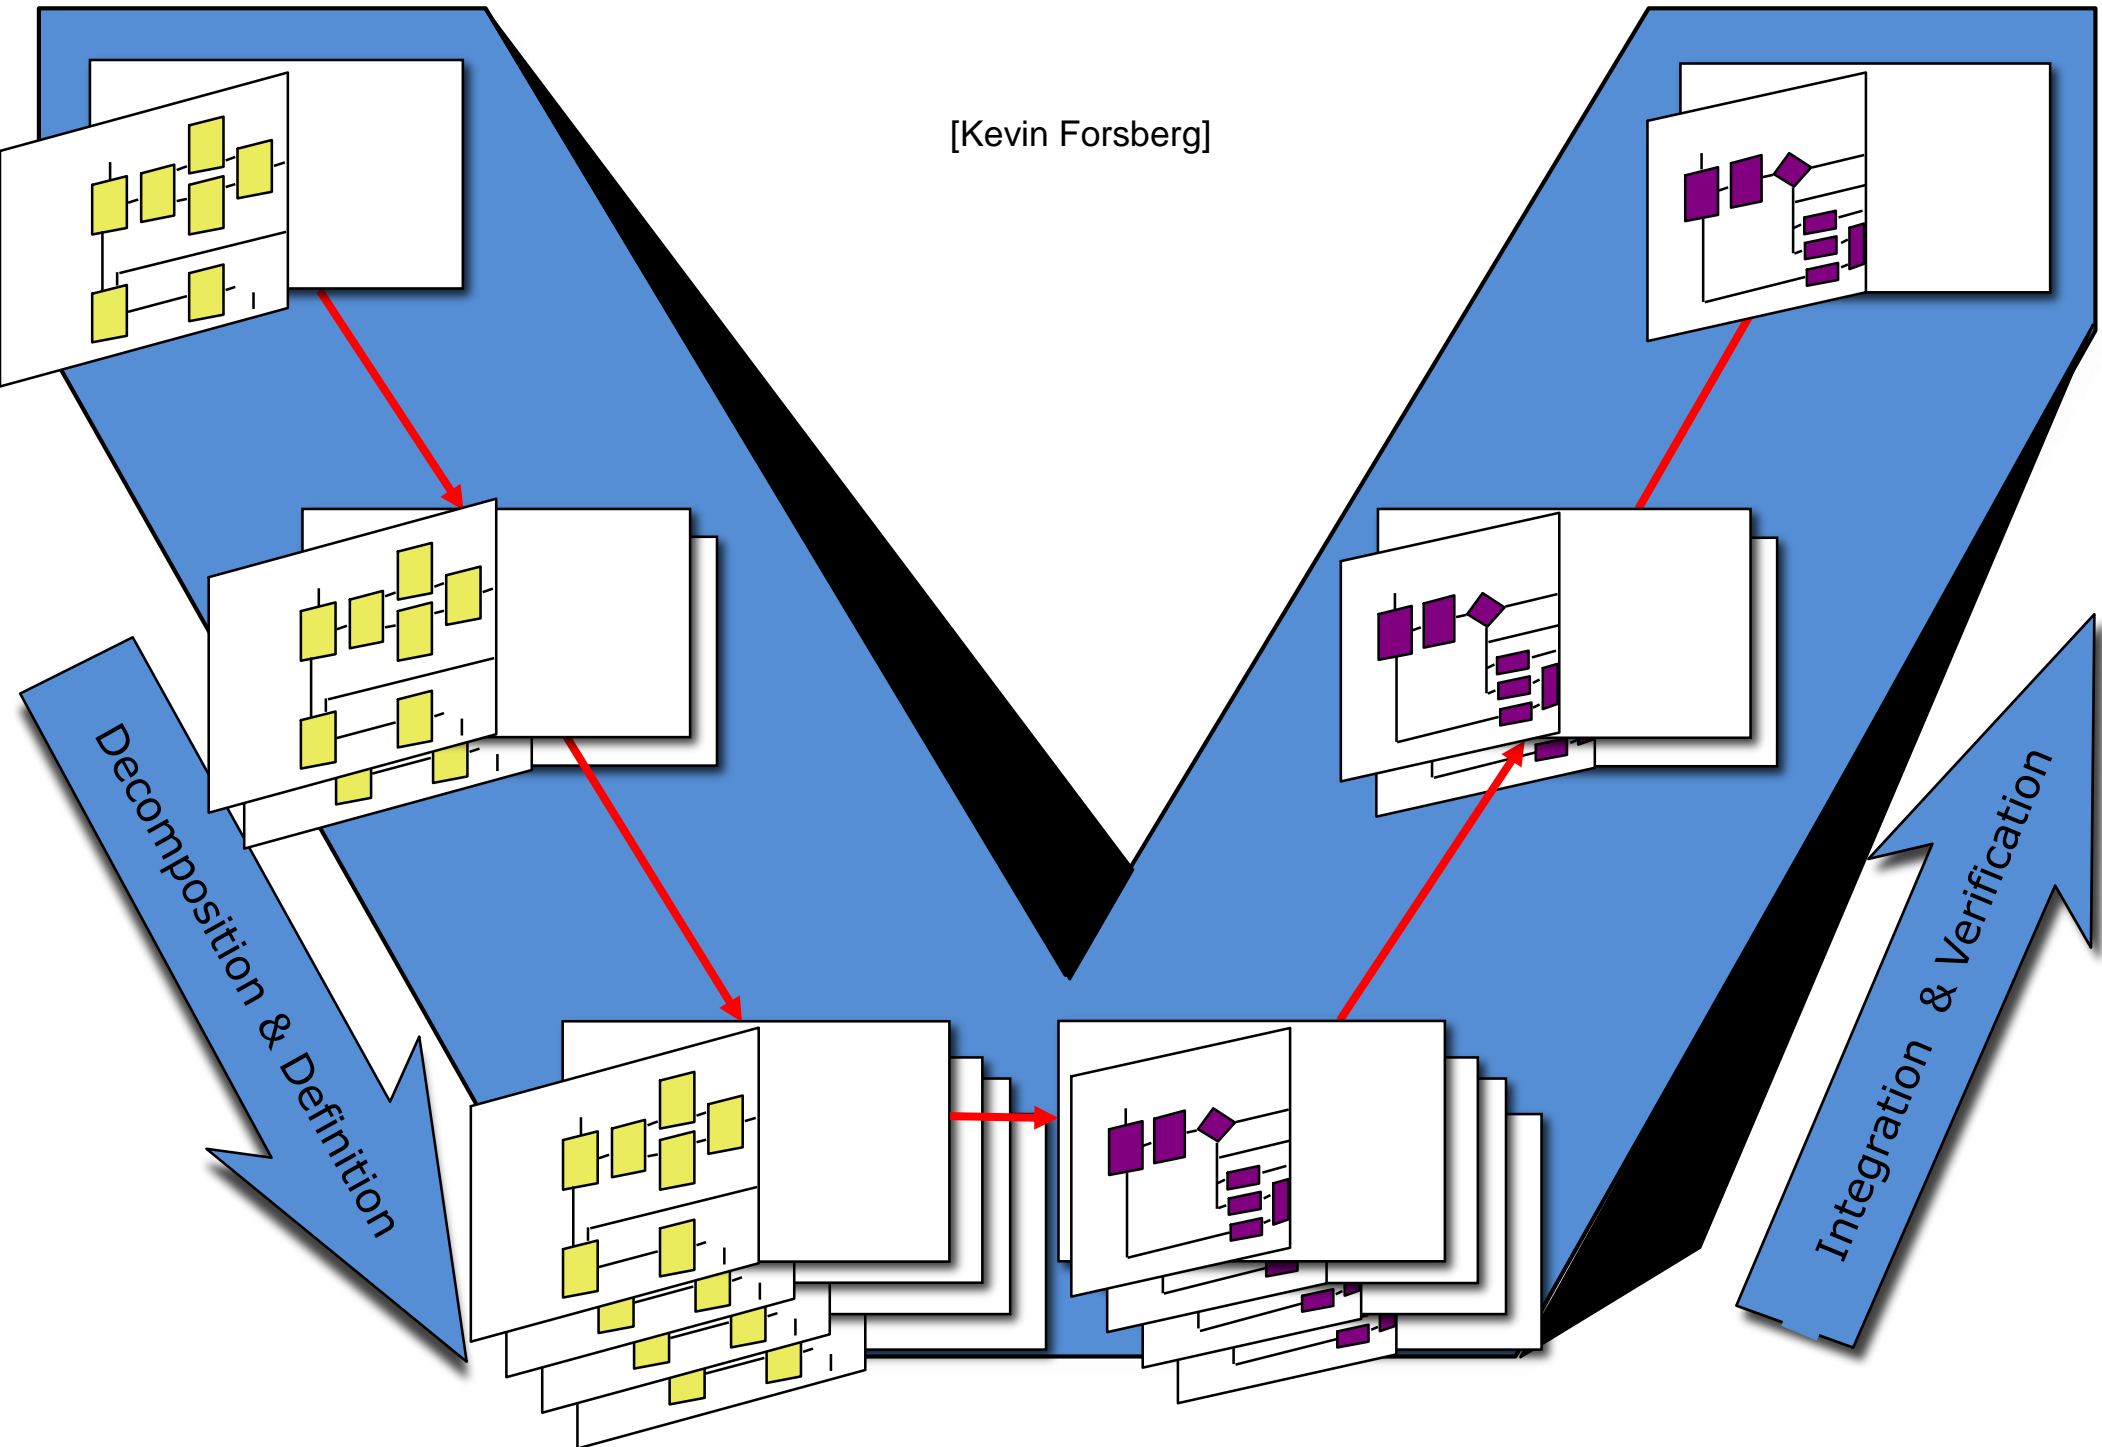 [Kevin Forsberg]
Decomposition & Definition
Integration & Verification